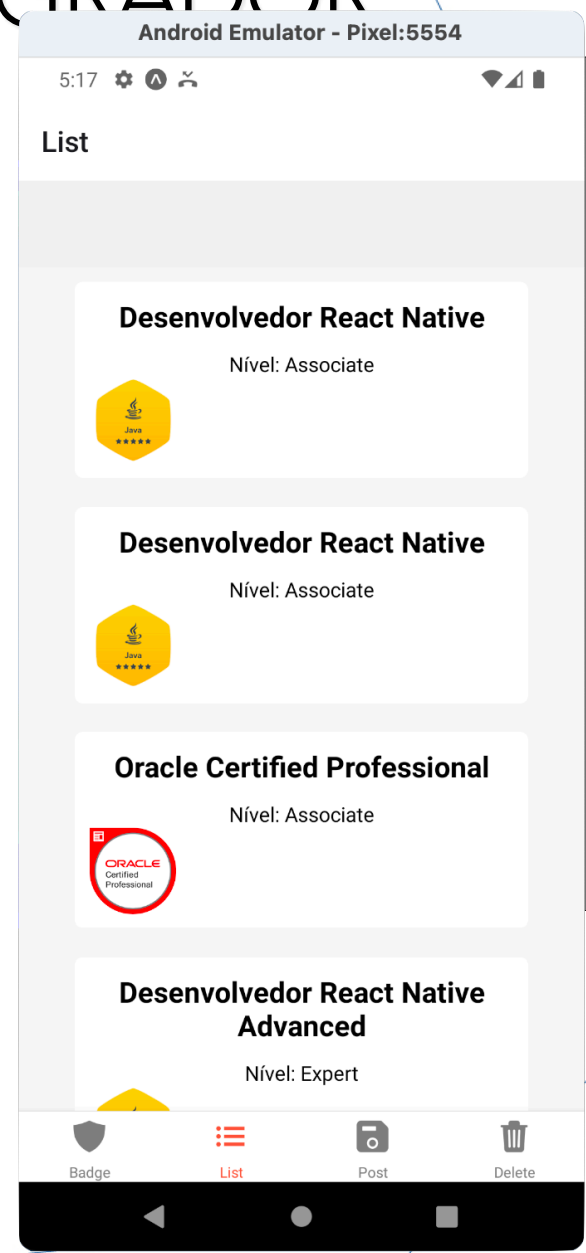 Android Emulator - Pixel:5554
5:17
List
Desenvolvedor React Native
Nível: Associate
Java
Desenvolvedor React Native
Nível: Associate
Java
Oracle Certified Professional
Nível: Associate
ORACLE
Certified
Professional
Desenvolvedor React Native
Advanced
Nível: Expert
Badge
List
Post
Delete